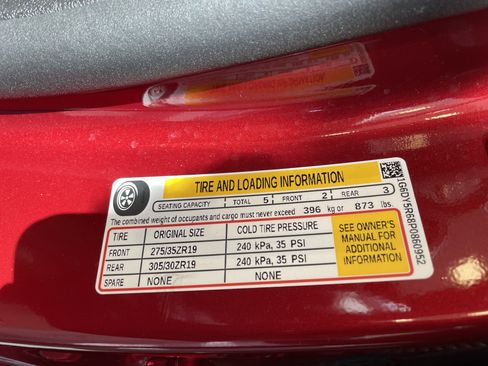 TIRE AND LOADING INFORMATION
SEATING CAPACITY TOTAL 5 FRONT 2 REAR 3
The combined weight of occupants and cargo must never exceed 396 kg or 873 lbs.
TIRE ORIGINAL SIZE COLD TIRE PRESSURE
FRONT 275/35ZR19 240 kPa, 35 PSI
REAR 305/30ZR19 240 kPa, 35 PSI
SPARE NONE NONE
SEE OWNER'S
MANUAL FOR
ADDITIONAL
INFORMATION
1G6DY5R68P0860952